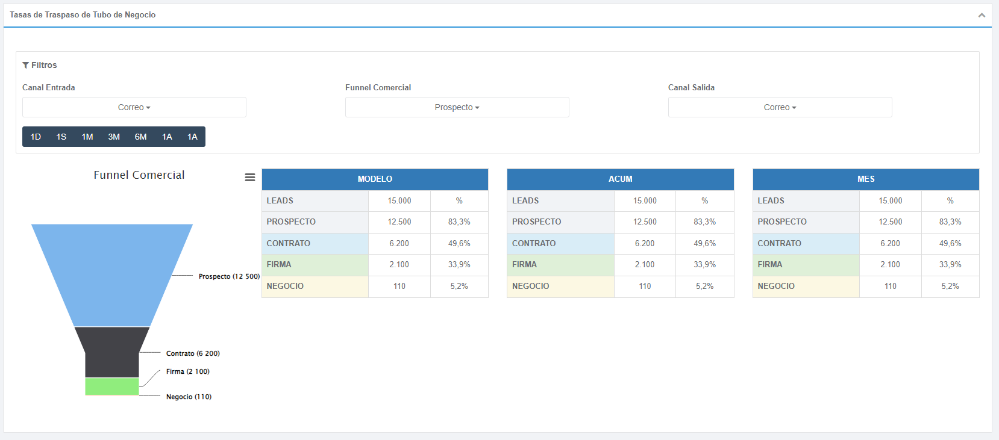 Tasas de Traspaso de Tubo de Negocio
Filtros
Canal Entrada
Funnel Comercial
Canal Salida
Correo
Prospecto
Correo
1D 1S 1M 3M 6M 1A 1A
Funnel Comercial
Prospecto (12 500)
Contrato (6 200)
Firma (2 100)
Negocio (110)
MODELO
LEADS 15.000 %
PROSPECTO 12.500 83,3%
CONTRATO 6.200 49,6%
FIRMA 2.100 33,9%
NEGOCIO 110 5,2%
ACUM
LEADS 15.000 %
PROSPECTO 12.500 83,3%
CONTRATO 6.200 49,6%
FIRMA 2.100 33,9%
NEGOCIO 110 5,2%
MES
LEADS 15.000 %
PROSPECTO 12.500 83,3%
CONTRATO 6.200 49,6%
FIRMA 2.100 33,9%
NEGOCIO 110 5,2%